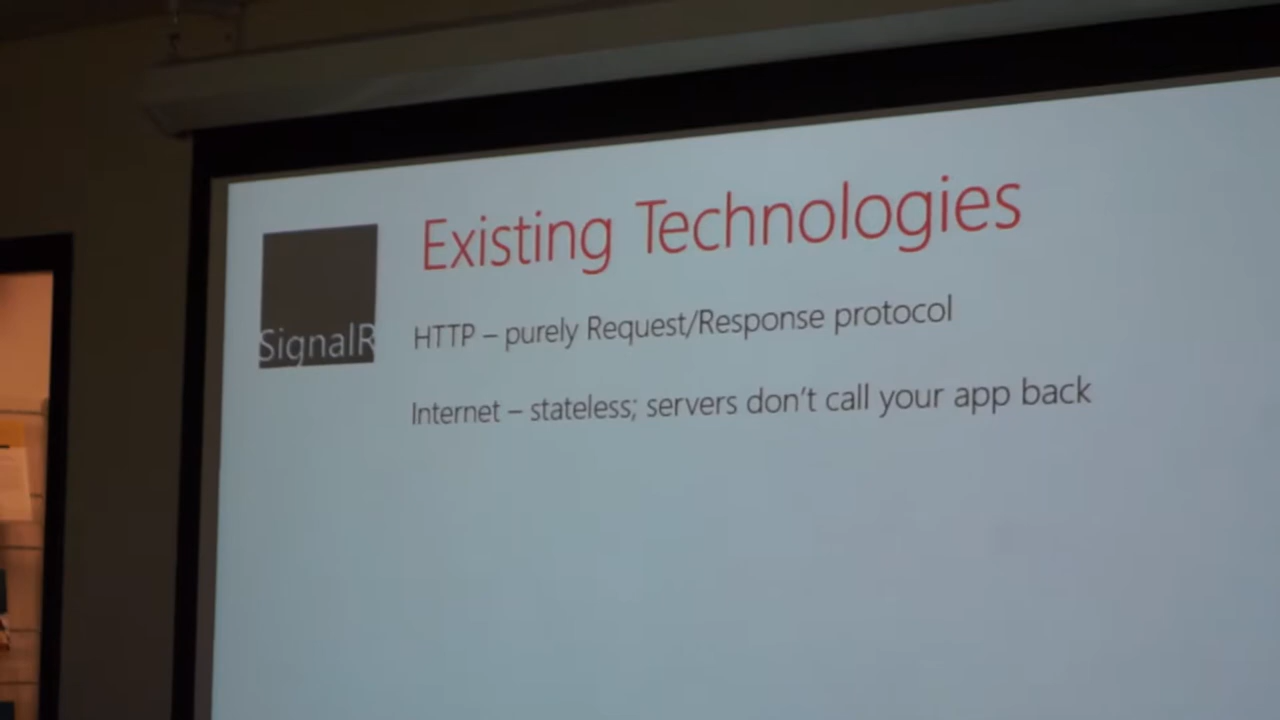 Existing Technologies
SignalR
HTTP – purely Request/Response protocol
Internet – stateless; servers don't call your app back